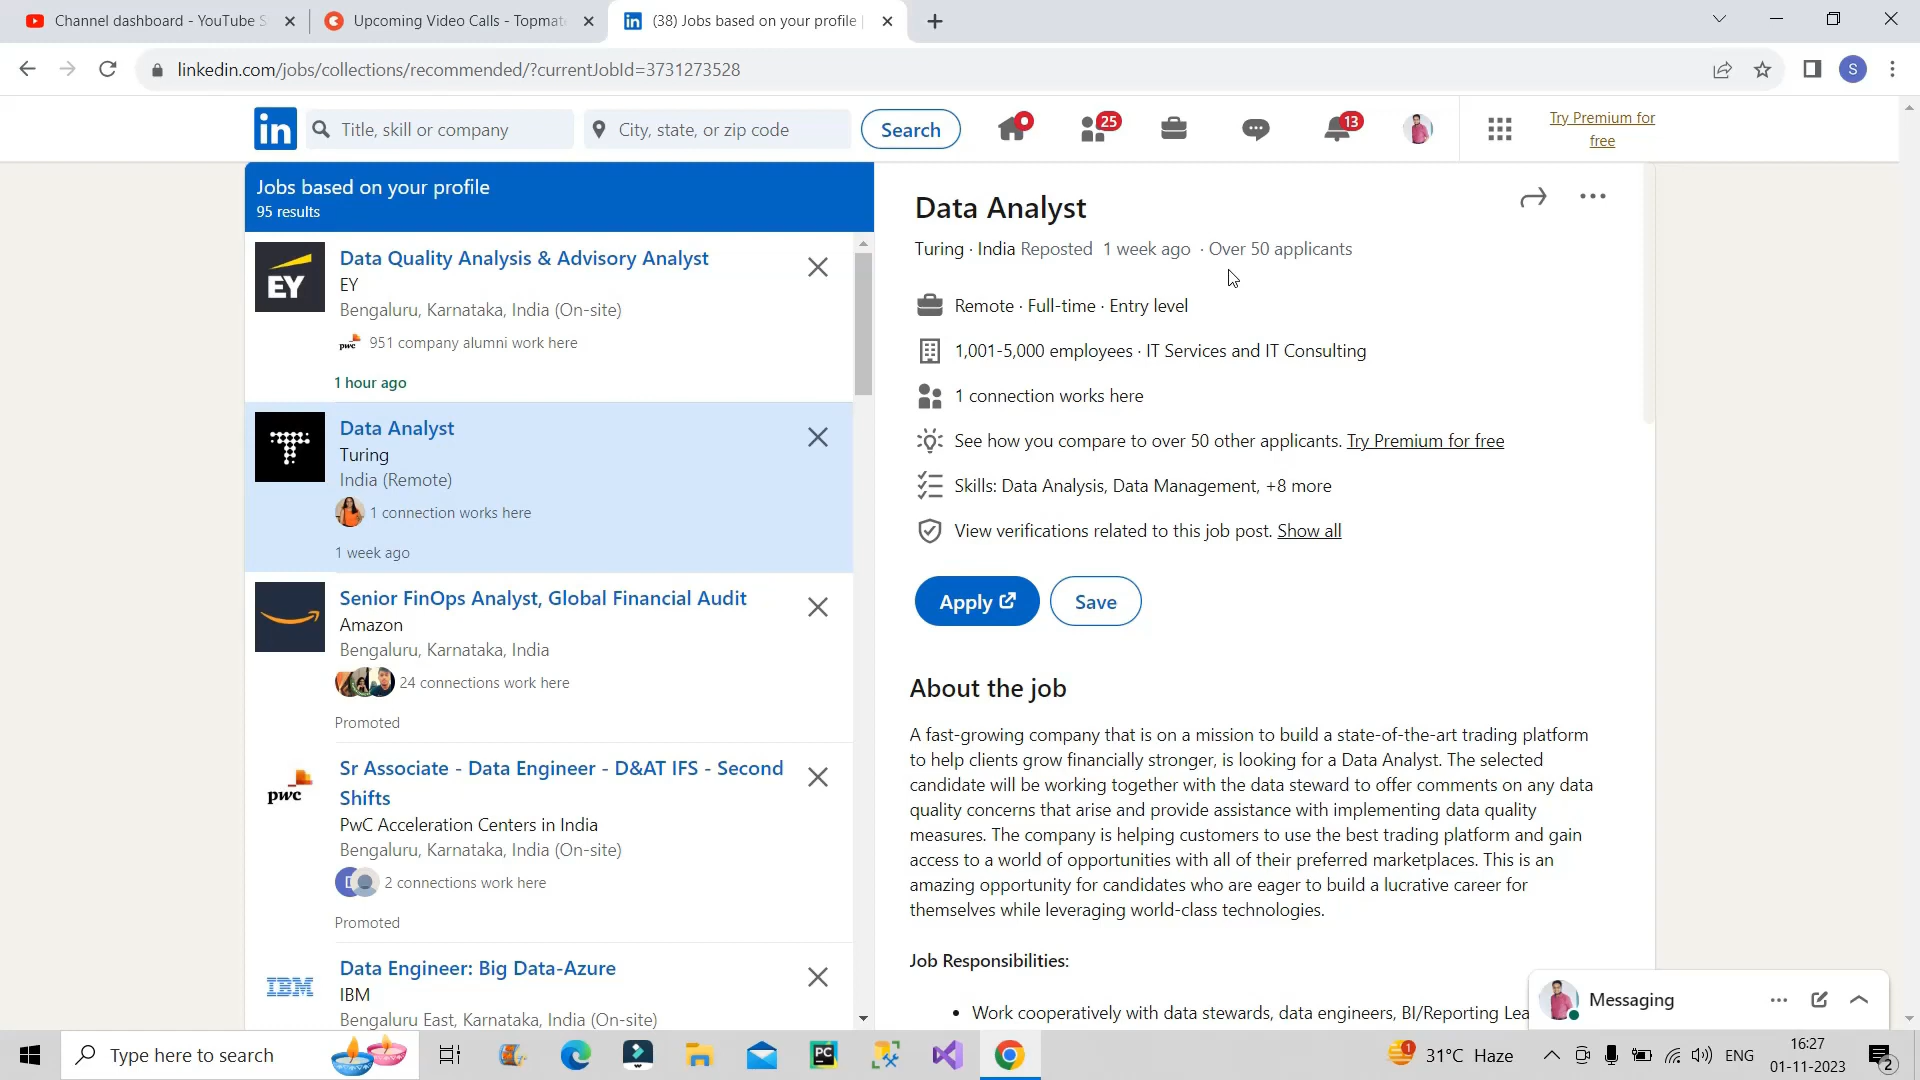 Channel dashboard - YouTube S
Upcoming Video Calls - Topmat
(38) Jobs based on your profile
linkedin.com/jobs/collections/recommended/?currentJobId=3731273528
S
in
Title, skill or company
City, state, or zip code
Search
25
13
Try Premium for
free
Jobs based on your profile
95 results
EY
Data Quality Analysis & Advisory Analyst
EY
Bengaluru, Karnataka, India (On-site)
pwc
951 company alumni work here
1 hour ago
Data Analyst
Turing
India (Remote)
1 connection works here
1 week ago
Senior FinOps Analyst, Global Financial Audit
Amazon
Bengaluru, Karnataka, India
24 connections work here
Promoted
pwc
Sr Associate - Data Engineer - D&AT IFS - Second
Shifts
PwC Acceleration Centers in India
Bengaluru, Karnataka, India (On-site)
2 connections work here
Promoted
IBM
Data Engineer: Big Data-Azure
IBM
Bengaluru East, Karnataka, India (On-site)
Data Analyst
Turing · India Reposted 1 week ago · Over 50 applicants
Remote · Full-time · Entry level
1,001-5,000 employees · IT Services and IT Consulting
1 connection works here
See how you compare to over 50 other applicants. Try Premium for free
Skills: Data Analysis, Data Management, +8 more
View verifications related to this job post. Show all
Apply
Save
About the job
A fast-growing company that is on a mission to build a state-of-the-art trading platform
to help clients grow financially stronger, is looking for a Data Analyst. The selected
candidate will be working together with the data steward to offer comments on any data
quality concerns that arise and provide assistance with implementing data quality
measures. The company is helping customers to use the best trading platform and gain
access to a world of opportunities with all of their preferred marketplaces. This is an
amazing opportunity for candidates who are eager to build a lucrative career for
themselves while leveraging world-class technologies.
Job Responsibilities:
• Work cooperatively with data stewards, data engineers, BI/Reporting Lea
Messaging
Type here to search
PC
1
31°C Haze
ENG
16:27
01-11-2023
2